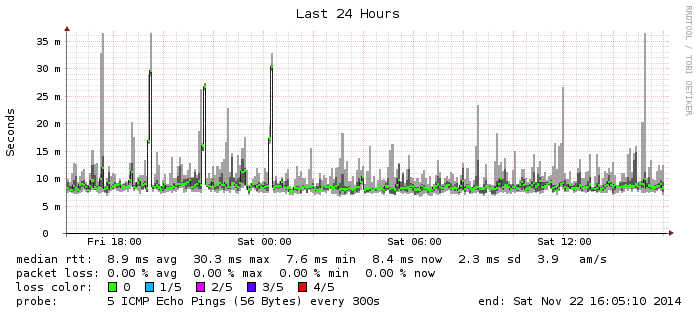 Last 24 Hours
RRDTOOL / TOBI OETIKER
Seconds
35 m
30 m
25 m
20 m
15 m
10 m
5 m
0
Fri 18:00 Sat 00:00 Sat 06:00 Sat 12:00
median rtt: 8.9 ms avg 30.3 ms max 7.6 ms min 8.4 ms now 2.3 ms sd 3.9 am/s
packet loss: 0.00 % avg 0.00 % max 0.00 % min 0.00 % now
loss color: 0 1/5 2/5 3/5 4/5
probe: 5 ICMP Echo Pings (56 Bytes) every 300s end: Sat Nov 22 16:05:10 2014